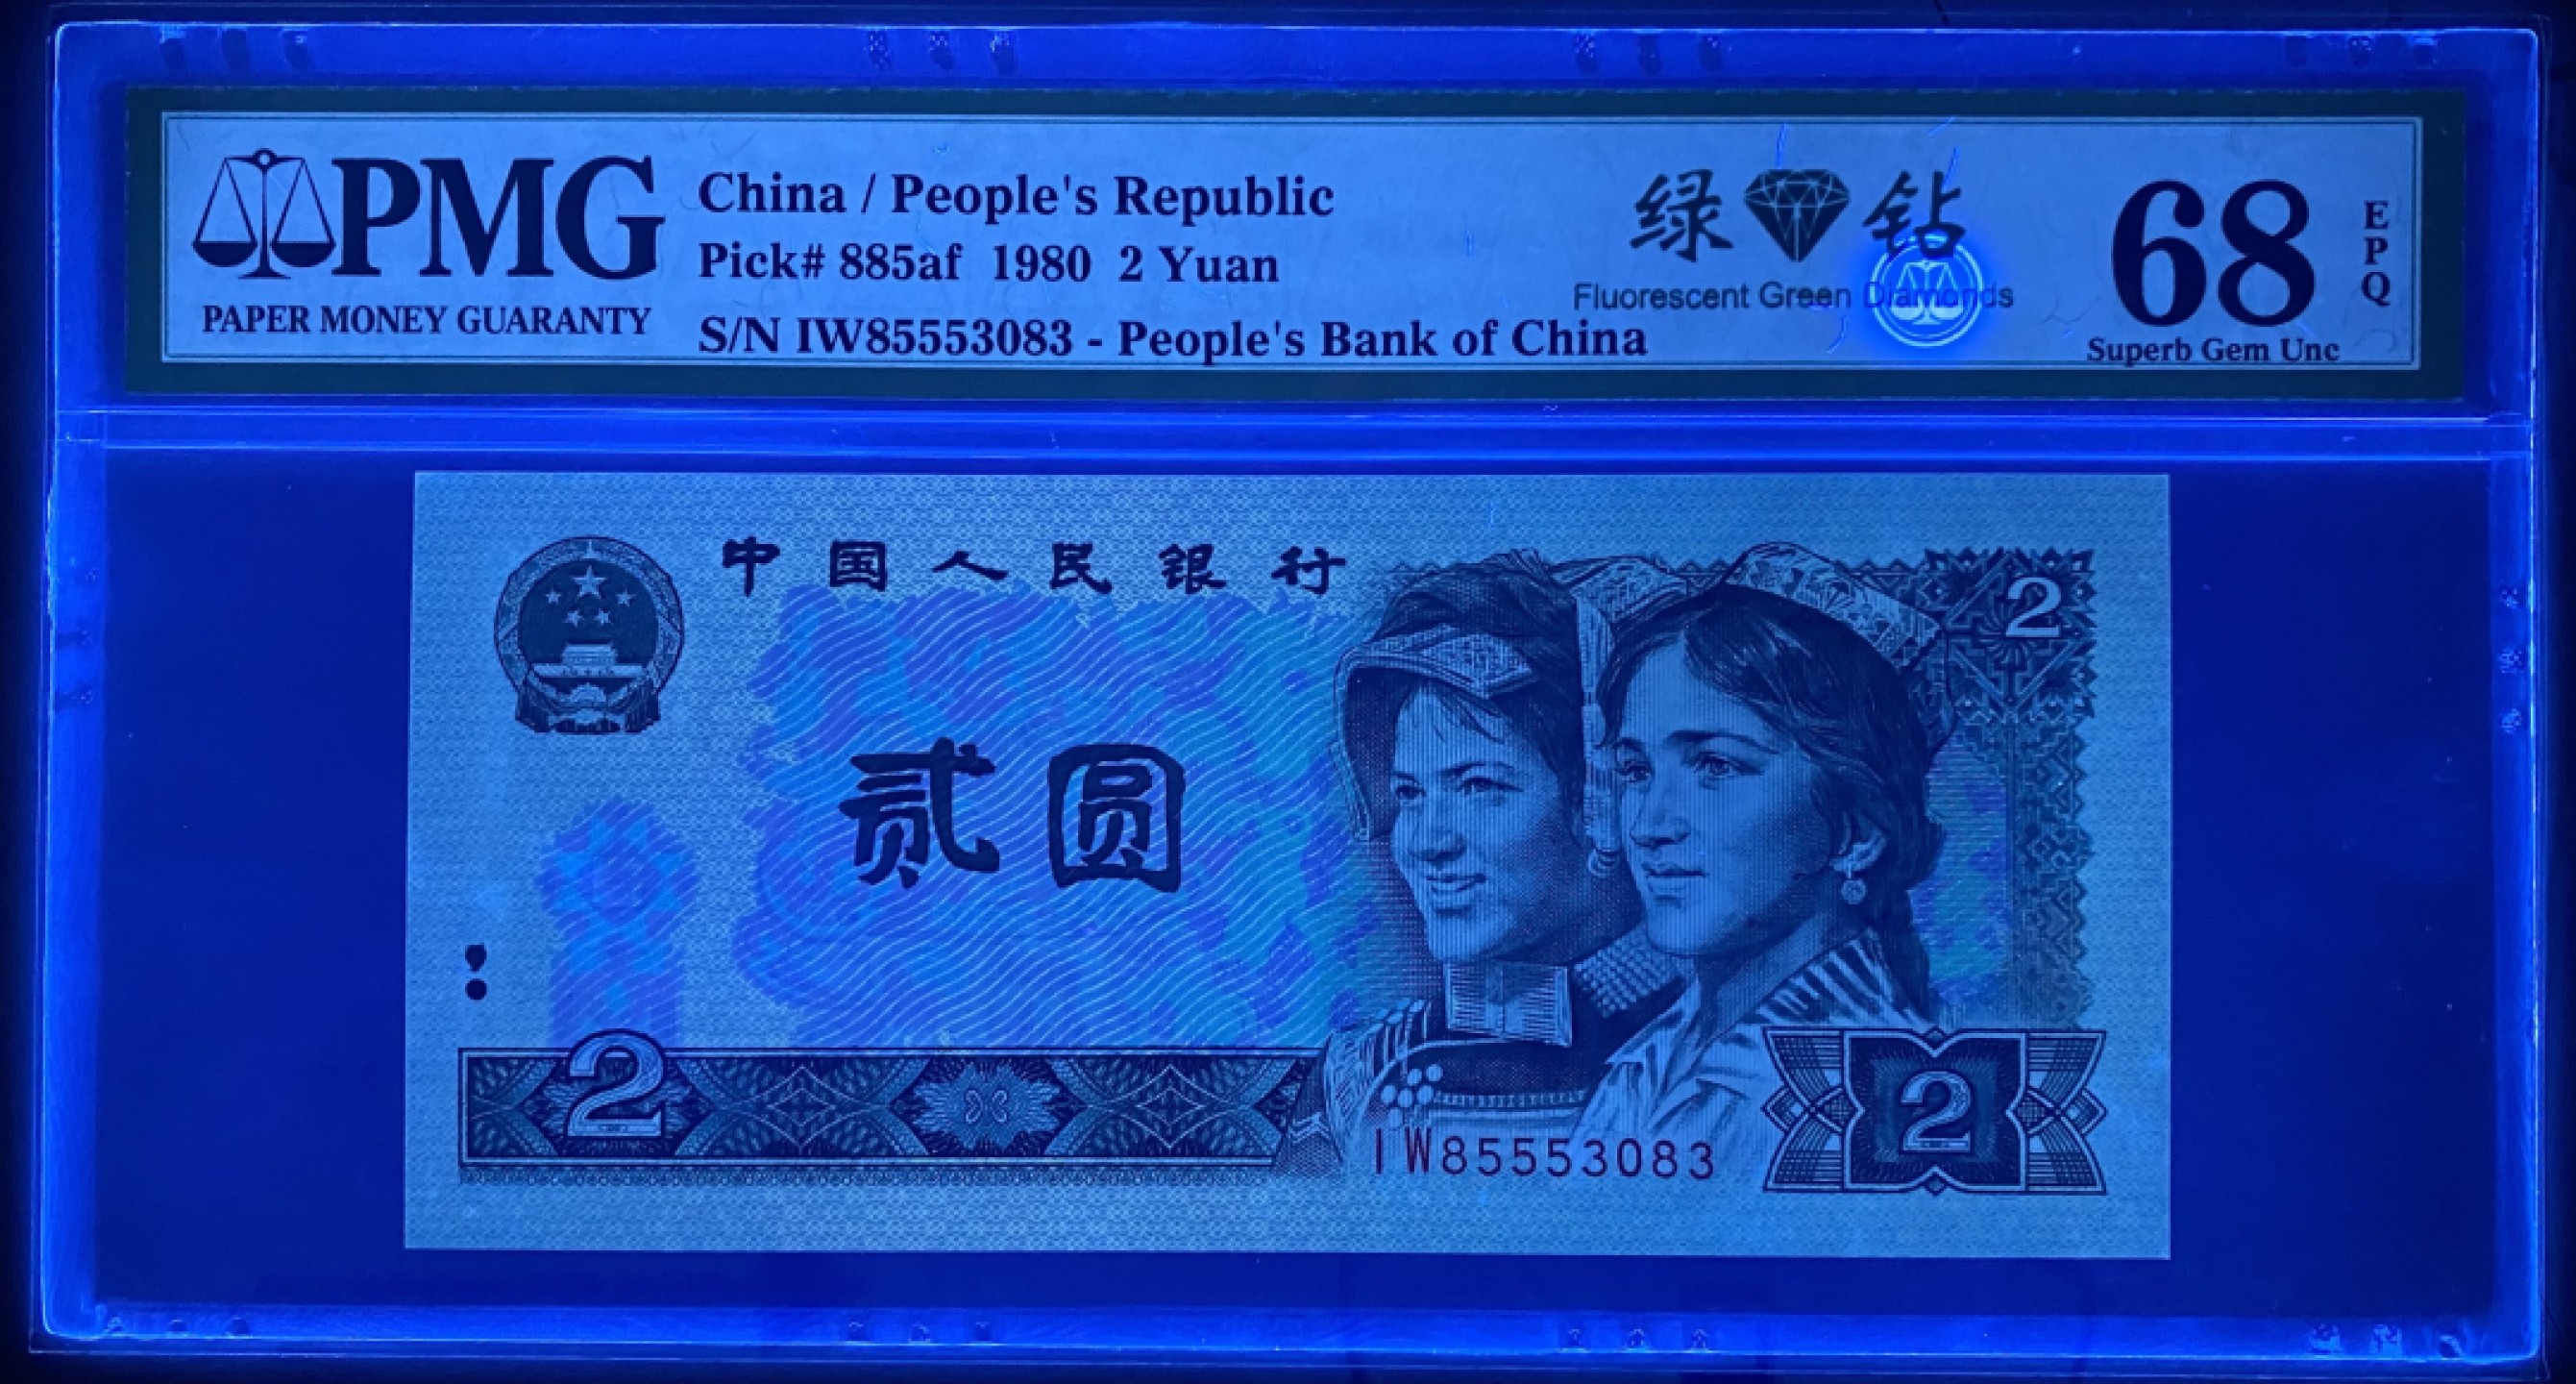 PMG
PAPER MONEY GUARANTY
China / People's Republic
Pick# 885af 1980 2 Yuan
S/N IW85553083 - People's Bank of China
绿钻
Fluorescent Green Diamonds
68
EPQ
Superb Gem Unc
中国人民银行
2
贰圆
2
2
IW85553083